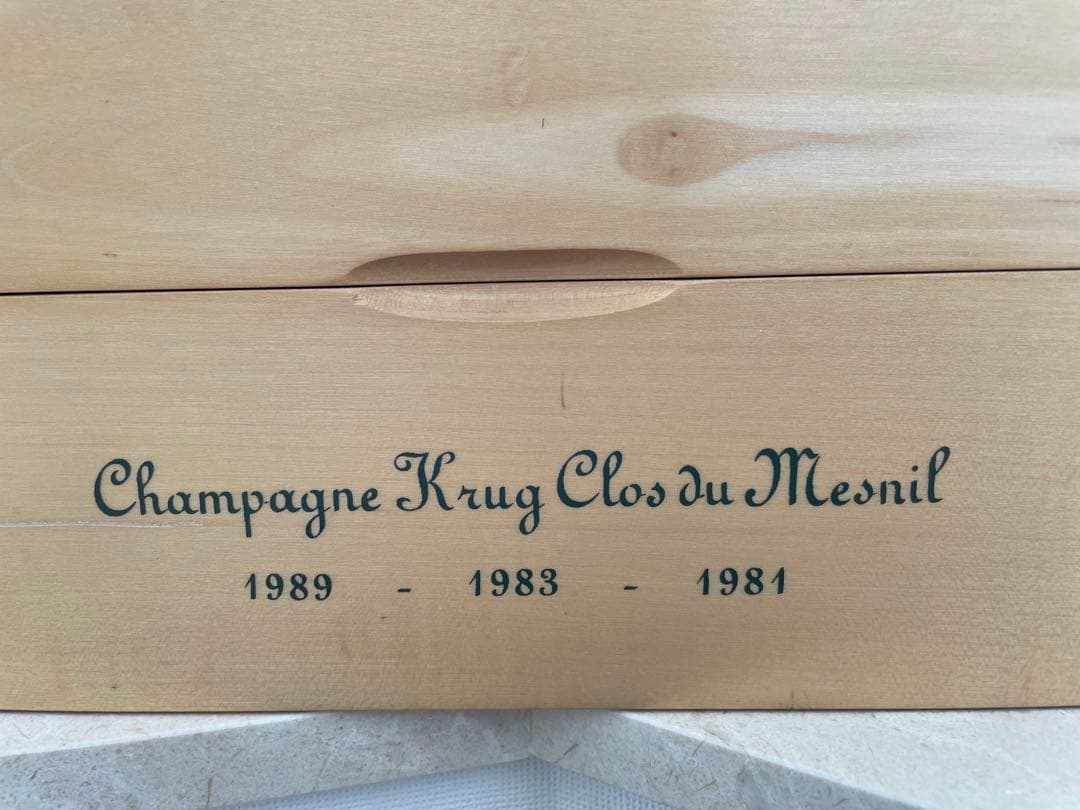 Champagne Krug Clos du Mesnil
1989 - 1983 - 1981